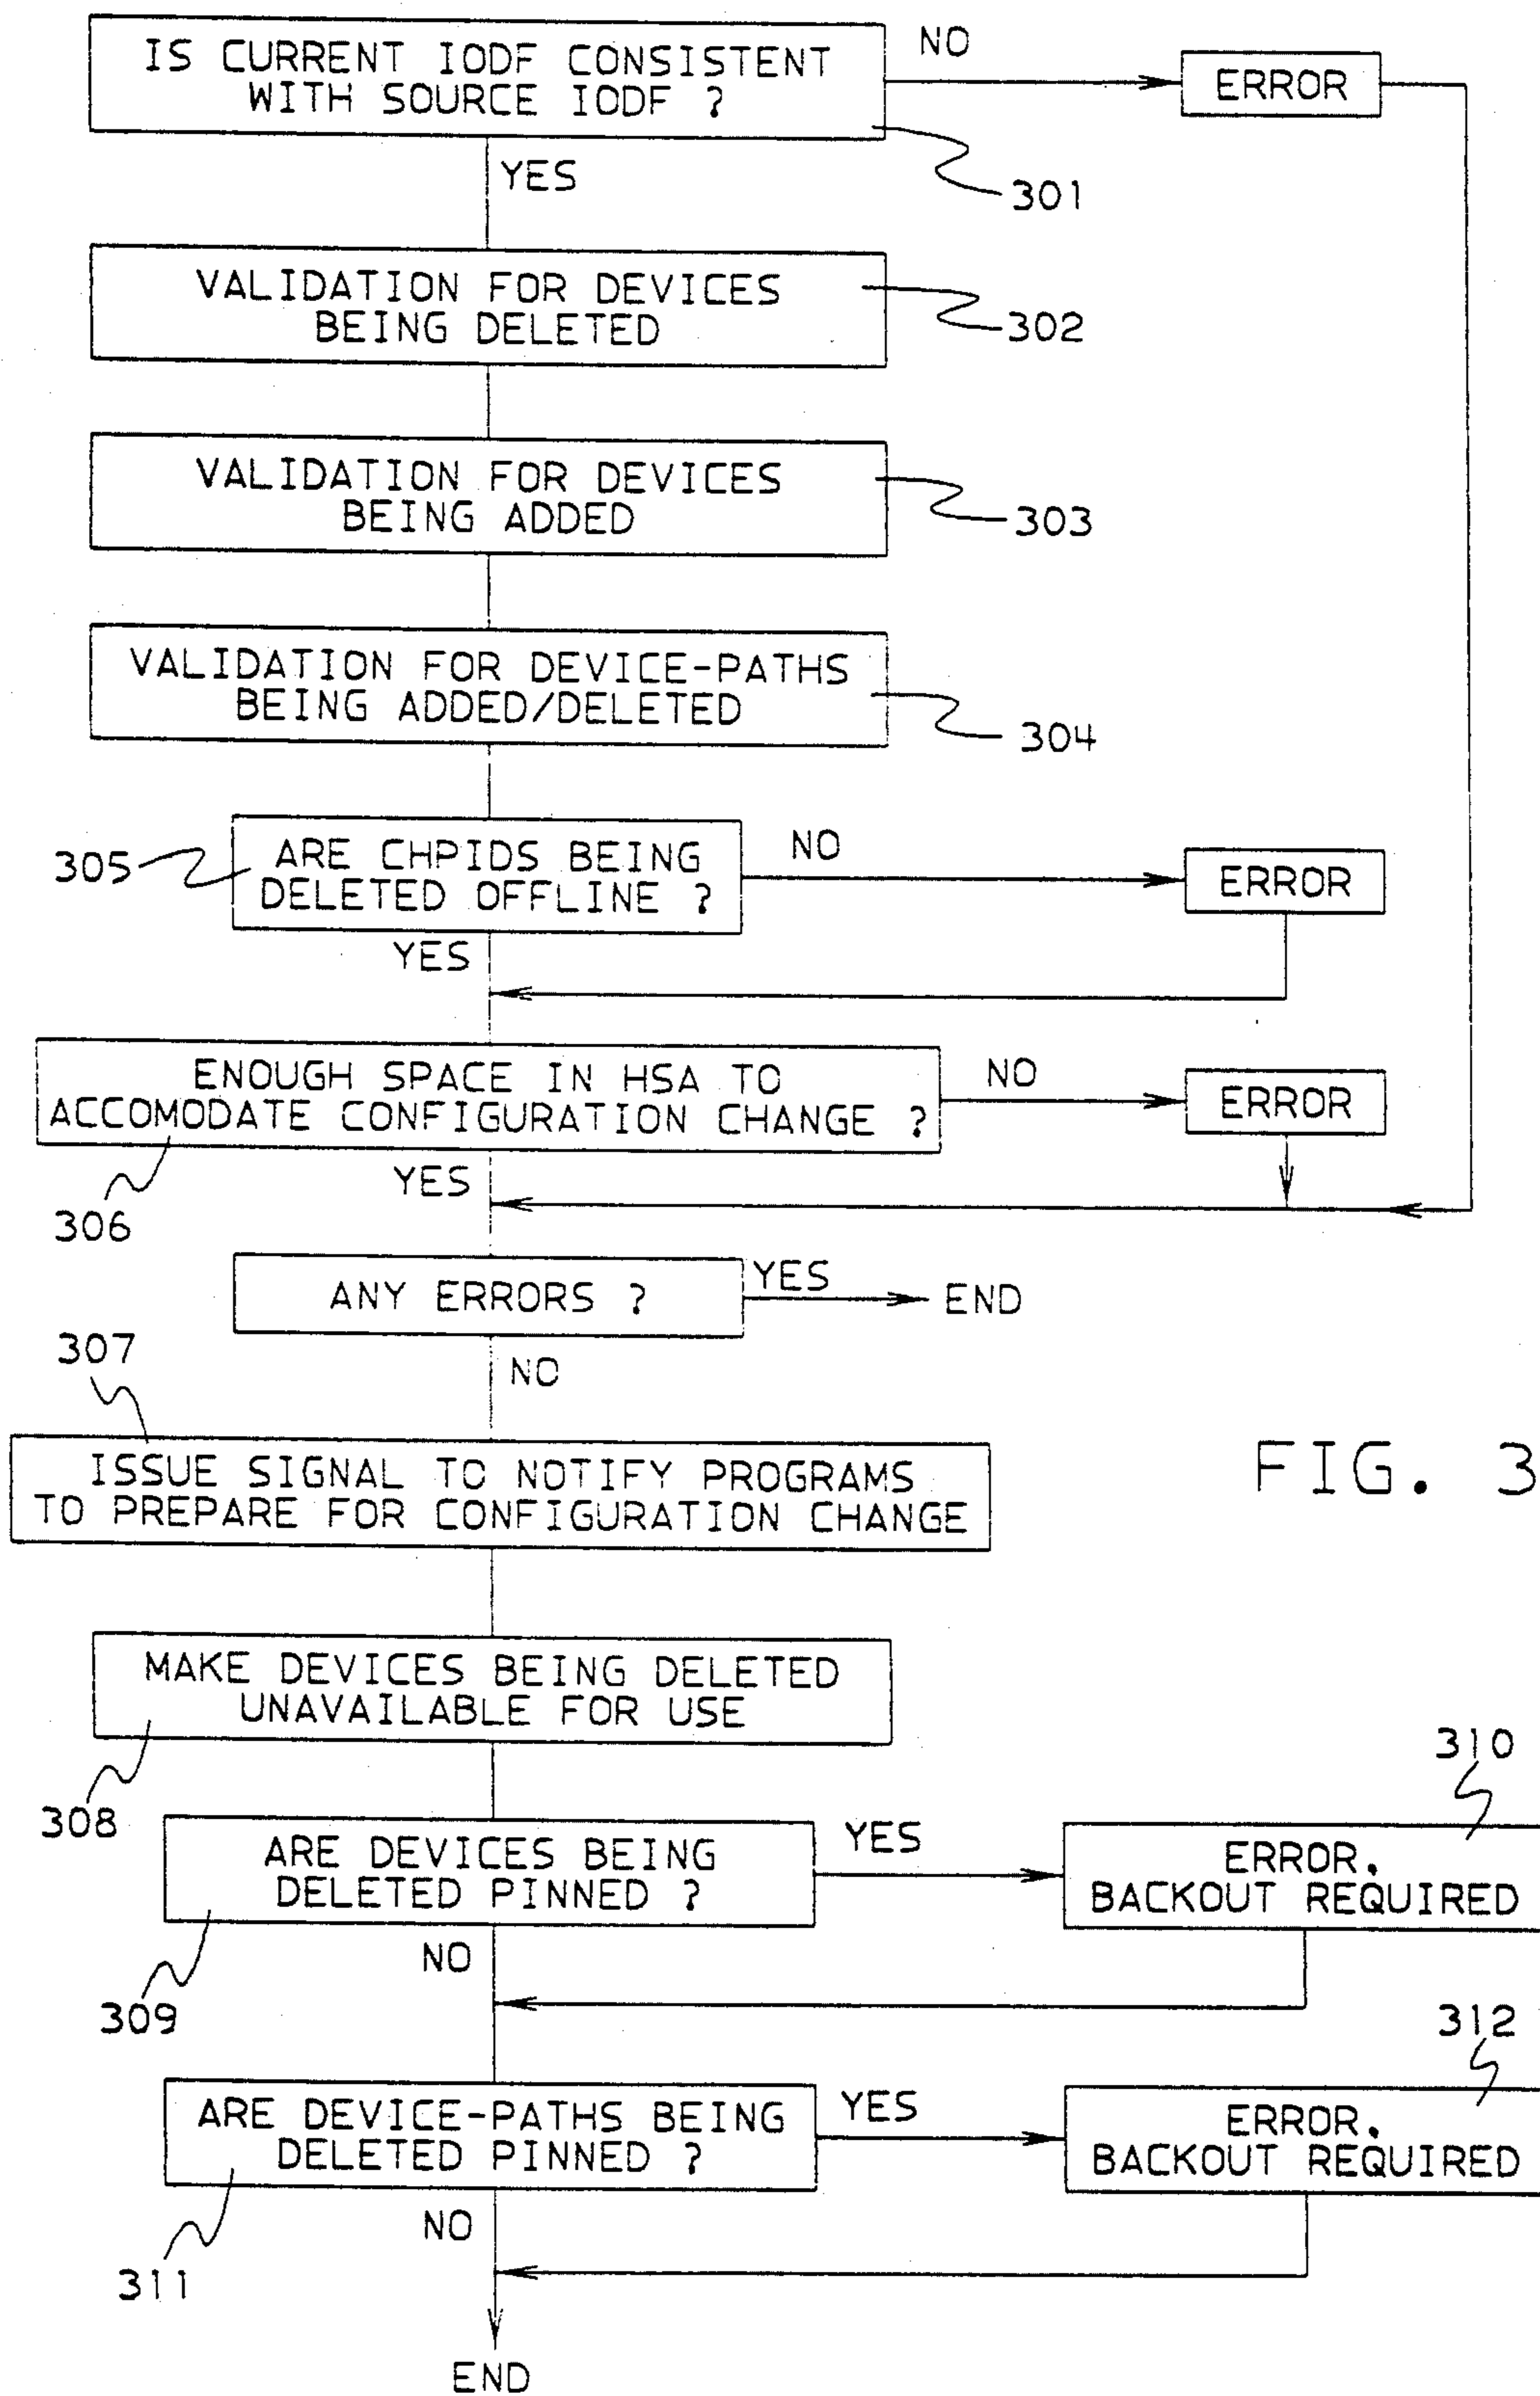 IS CURRENT IODF CONSISTENT
WITH SOURCE IODF ?
NO
ERROR
301
YES
VALIDATION FOR DEVICES
BEING DELETED
302
VALIDATION FOR DEVICES
BEING ADDED
303
VALIDATION FOR DEVICE-PATHS
BEING ADDED/DELETED
304
305
ARE CHPIDS BEING
DELETED OFFLINE ?
NO
ERROR
YES
ENOUGH SPACE IN HSA TO
ACCOMODATE CONFIGURATION CHANGE ?
NO
ERROR
306
YES
ANY ERRORS ?
YES
END
307
NO
ISSUE SIGNAL TO NOTIFY PROGRAMS
TO PREPARE FOR CONFIGURATION CHANGE
FIG. 3
MAKE DEVICES BEING DELETED
UNAVAILABLE FOR USE
308
310
ARE DEVICES BEING
DELETED PINNED ?
YES
ERROR.
BACKOUT REQUIRED
309
NO
312
ARE DEVICE-PATHS BEING
DELETED PINNED ?
YES
ERROR.
BACKOUT REQUIRED
311
NO
END